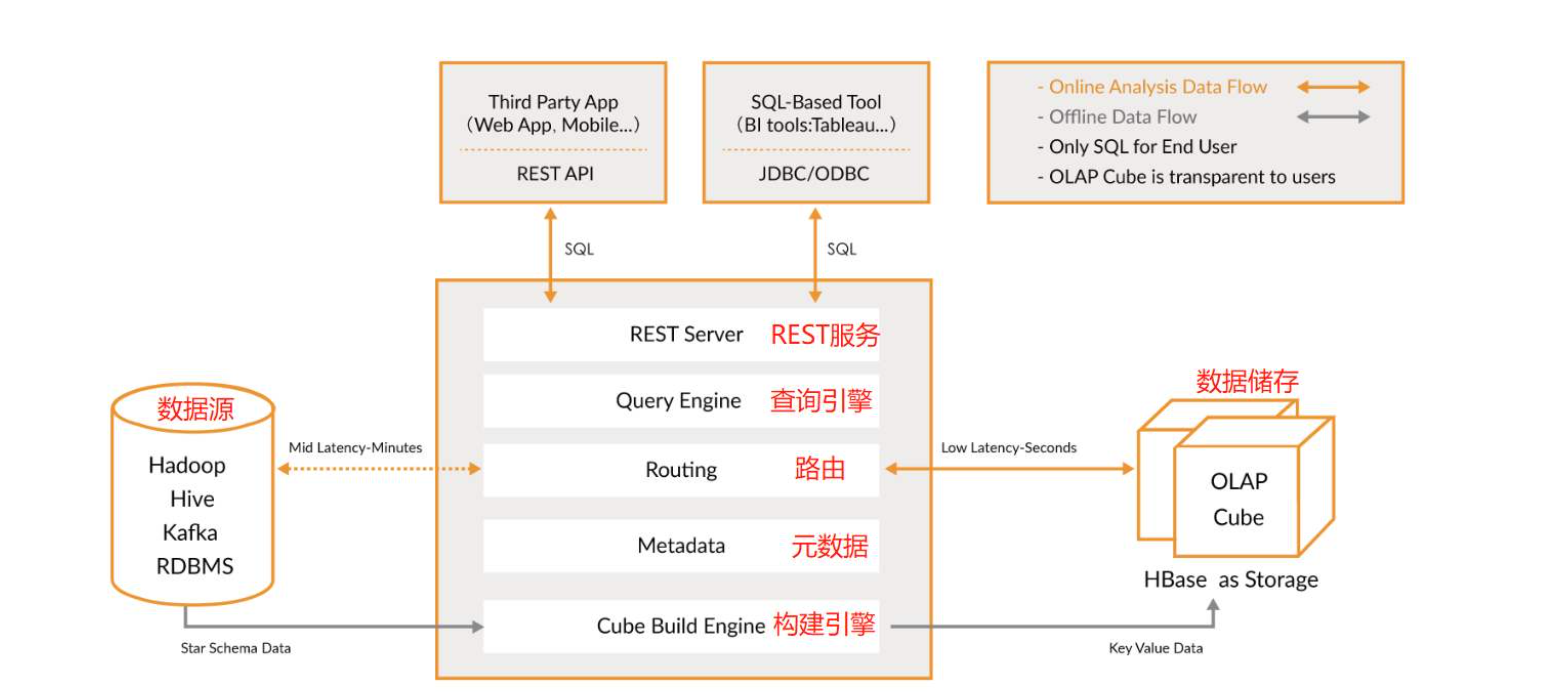 Third Party App
（Web App, Mobile...）
REST API
SQL-Based Tool
（BI tools:Tableau...）
JDBC/ODBC
- Online Analysis Data Flow
- Offline Data Flow
- Only SQL for End User
- OLAP Cube is transparent to users
SQL
SQL
REST Server REST服务
Query Engine 查询引擎
Routing 路由
Metadata 元数据
Cube Build Engine 构建引擎
数据源
Hadoop
Hive
Kafka
RDBMS
Mid Latency-Minutes
Star Schema Data
Low Latency-Seconds
数据储存
OLAP
Cube
HBase as Storage
Key Value Data